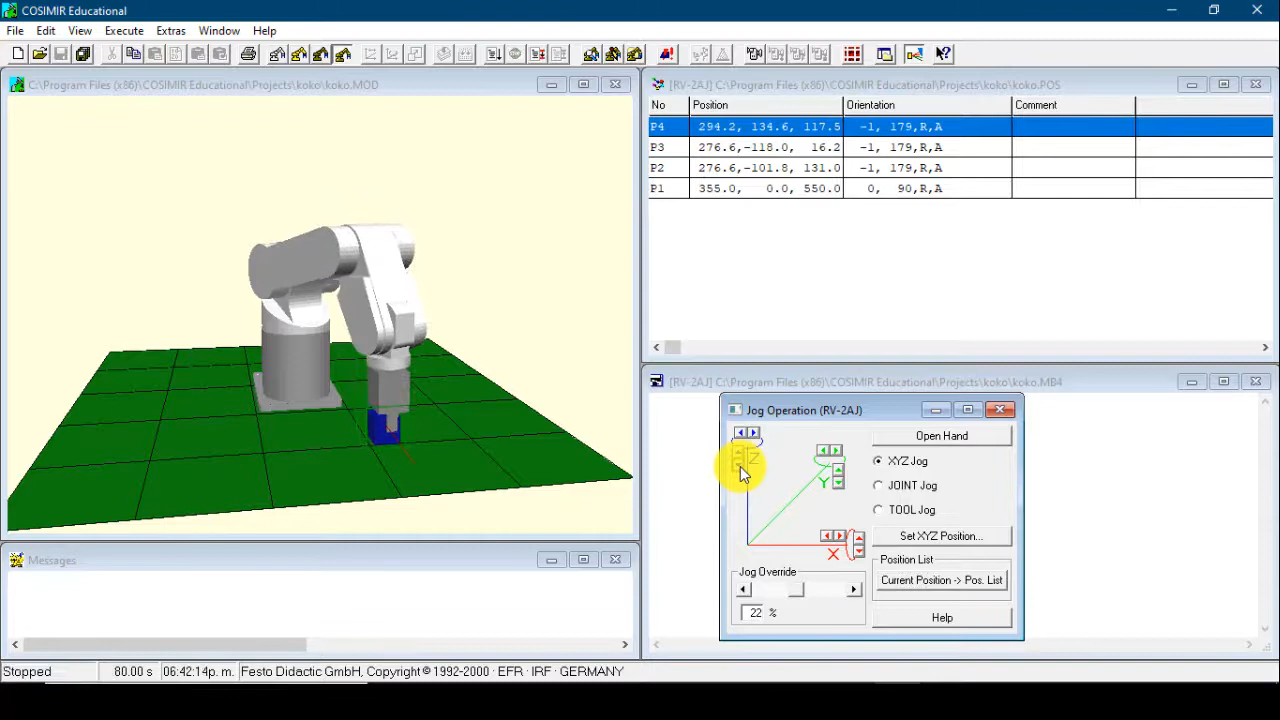 COSIMIR Educational
File Edit View Execute Extras Window Help
C:\Program Files (x86)\COSIMIR Educational\Projects\koko\koko.MOD
[RV-2AJ] C:\Program Files (x86)\COSIMIR Educational\Projects\koko\koko.POS
No Position Orientation Comment
P4 294.2, 134.6, 117.5 -1, 179,R,A
P3 276.6,-118.0, 16.2 -1, 179,R,A
P2 276.6,-101.8, 131.0 -1, 179,R,A
P1 355.0, 0.0, 550.0 0, 90,R,A
[RV-2AJ] C:\Program Files (x86)\COSIMIR Educational\Projects\koko\koko.MB4
Jog Operation (RV-2AJ)
Open Hand
Z
XYZ Jog
Y
JOINT Jog
TOOL Jog
Set XYZ Position...
X
Position List
Jog Override
Current Position -> Pos. List
22 %
Help
Messages
Stopped 80.00 s 06:42:14p. m. Festo Didactic GmbH, Copyright © 1992-2000 · EFR · IRF · GERMANY